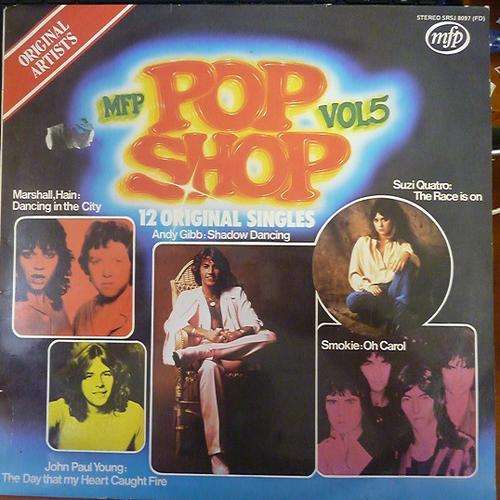 ORIGINAL
ARTISTS
STEREO SRSJ 8097 (FD)
mfp
MFP
POP
SHOP
VOL5
12 ORIGINAL SINGLES
Marshall,Hain:
Dancing in the City
Andy Gibb:Shadow Dancing
Suzi Quatro:
The Race is on
Smokie:Oh Carol
John Paul Young:
The Day that my Heart Caught Fire